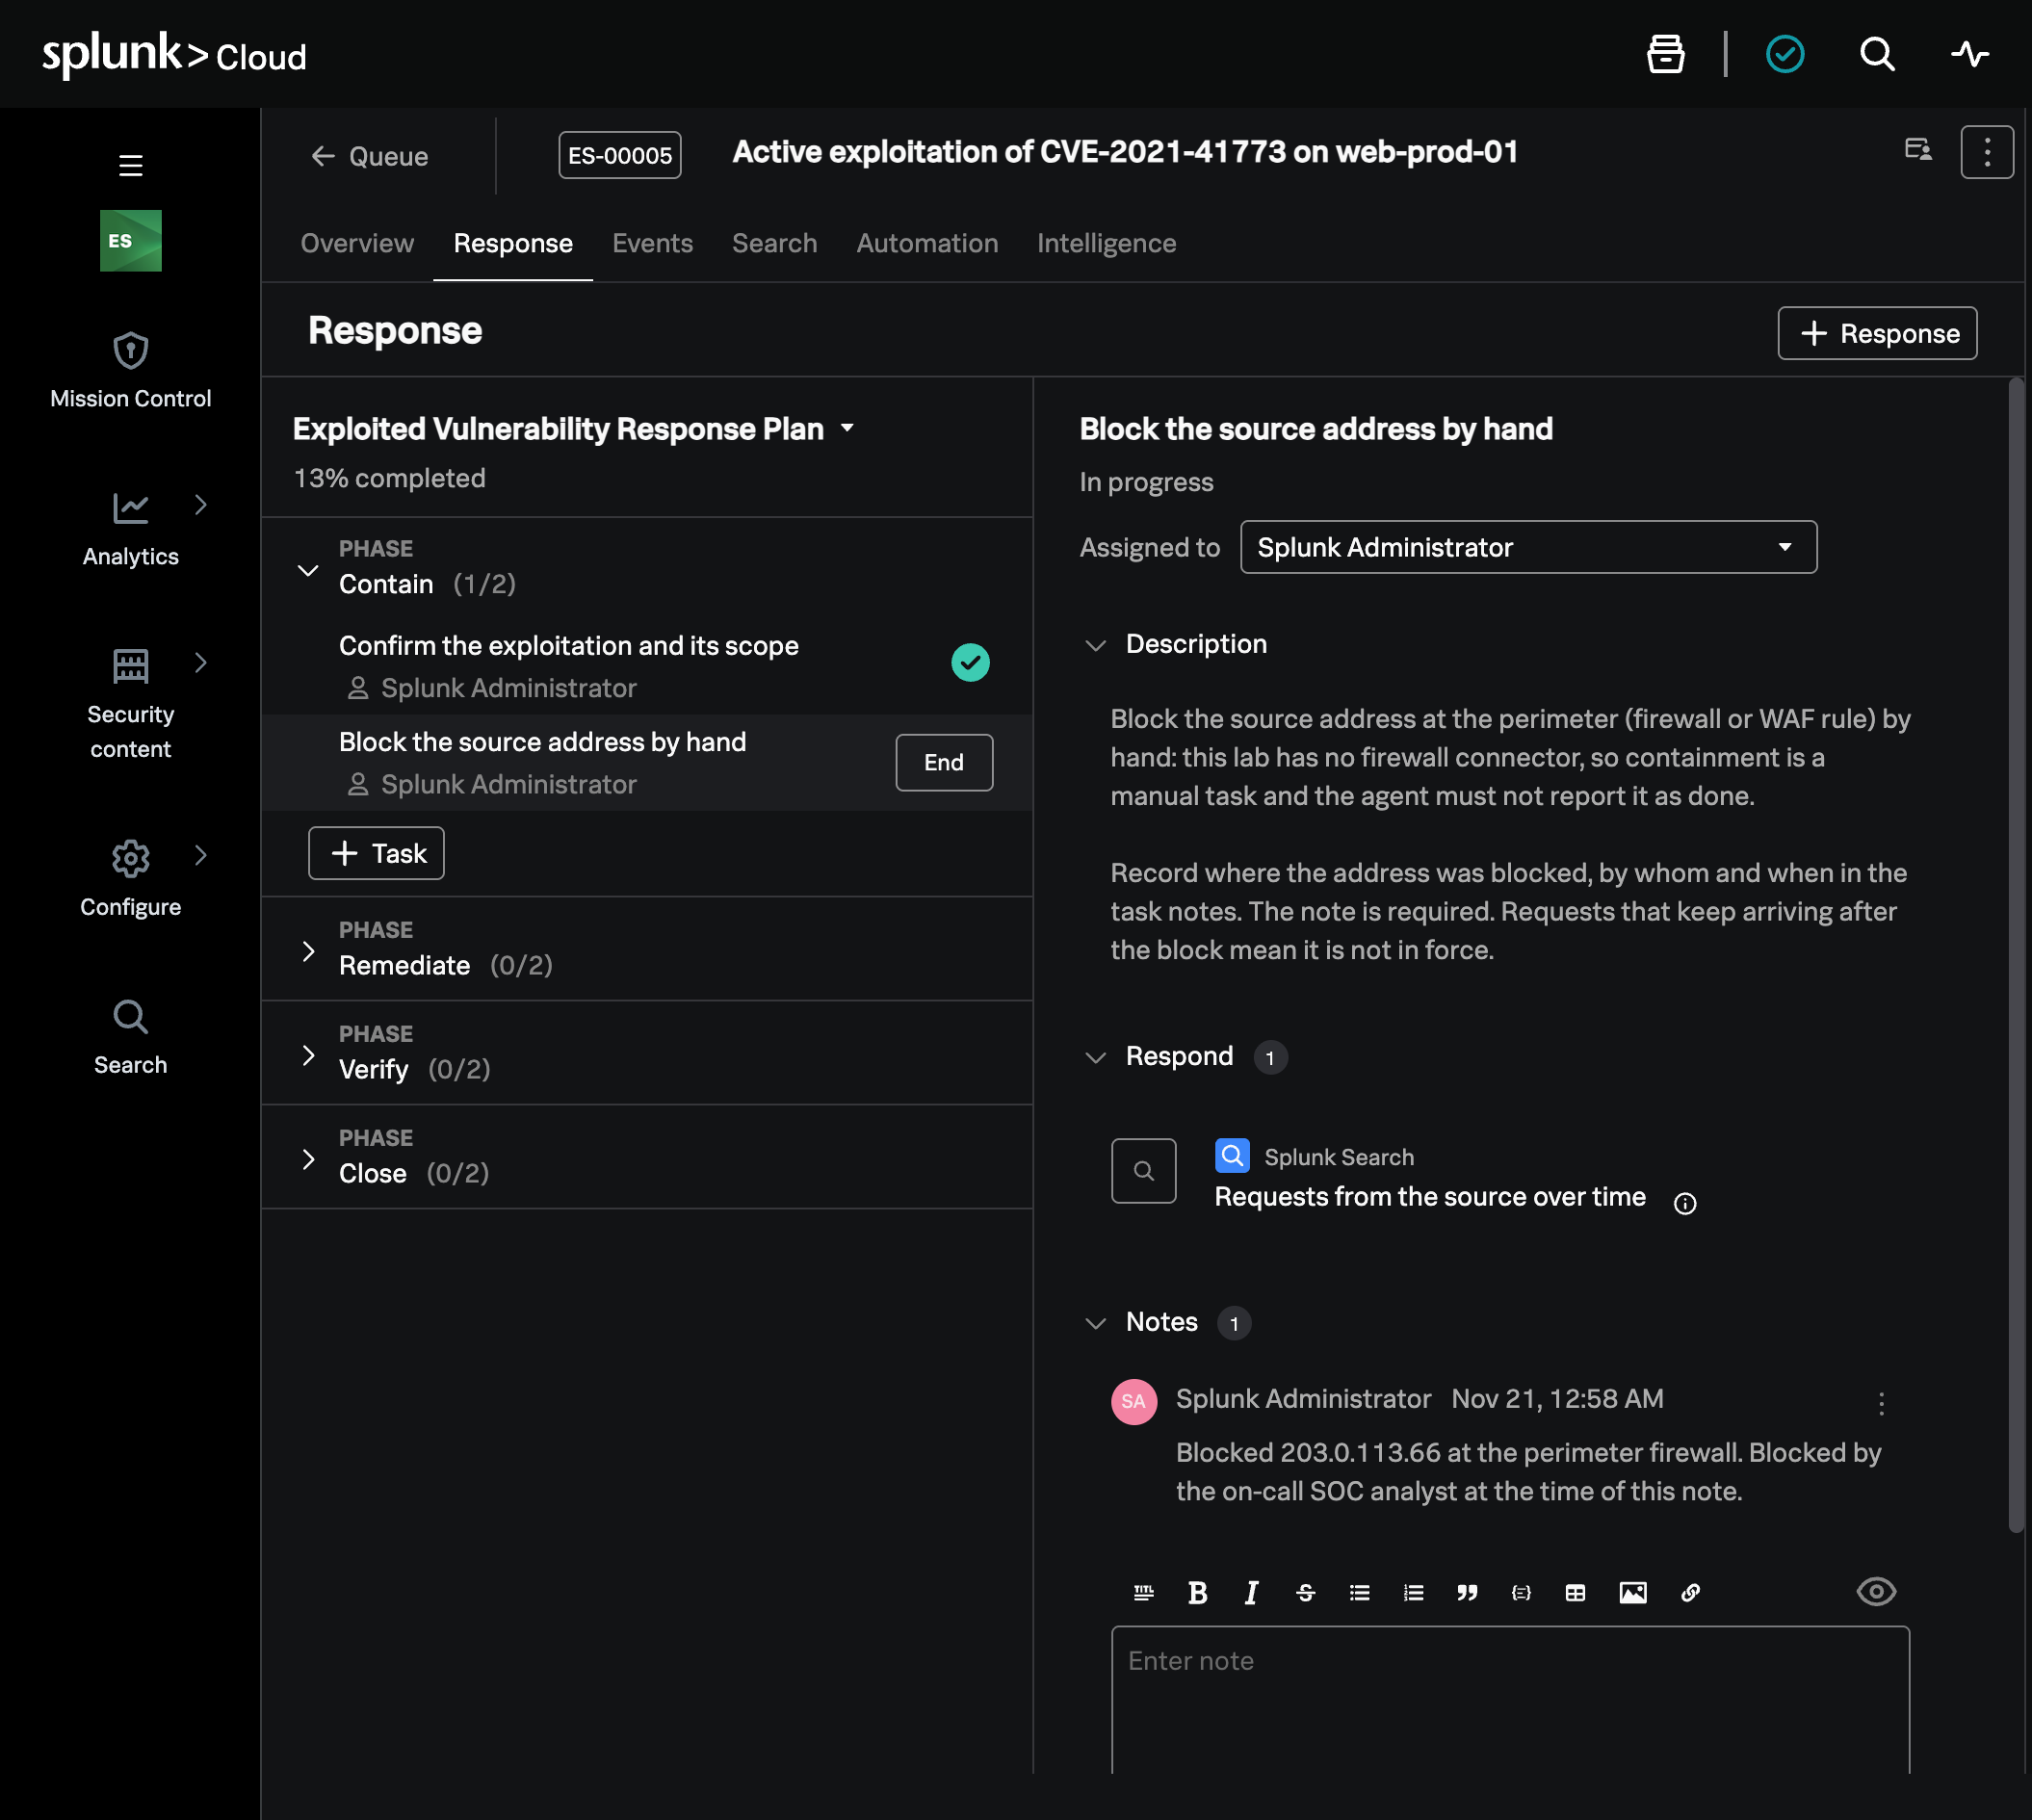 splunk> Cloud
ES
Mission Control
Analytics
Security
content
Configure
Search
Queue
ES-00005
Active exploitation of CVE-2021-41773 on web-prod-01
Overview
Response
Events
Search
Automation
Intelligence
Response
Response
Exploited Vulnerability Response Plan
13% completed
PHASE
Contain (1/2)
Confirm the exploitation and its scope
Splunk Administrator
Block the source address by hand
Splunk Administrator
End
Task
PHASE
Remediate (0/2)
PHASE
Verify (0/2)
PHASE
Close (0/2)
Block the source address by hand
In progress
Assigned to
Splunk Administrator
Description
Block the source address at the perimeter (firewall or WAF rule) by
hand: this lab has no firewall connector, so containment is a
manual task and the agent must not report it as done.
Record where the address was blocked, by whom and when in the
task notes. The note is required. Requests that keep arriving after
the block mean it is not in force.
Respond 1
Splunk Search
Requests from the source over time
Notes 1
SA
Splunk Administrator Nov 21, 12:58 AM
Blocked 203.0.113.66 at the perimeter firewall. Blocked by
the on-call SOC analyst at the time of this note.
Enter note